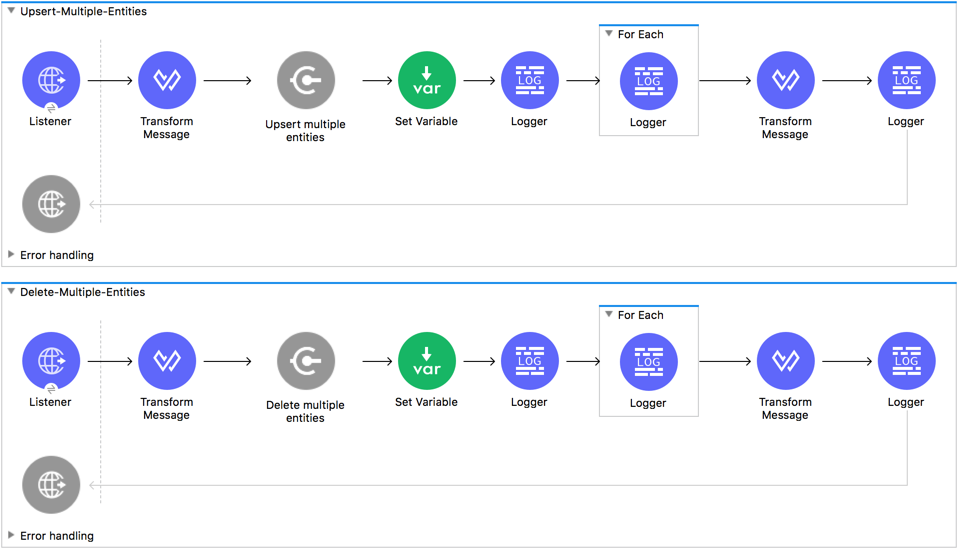 Upsert-Multiple-Entities
For Each
var
LOG
LOG
LOG
Listener
Transform
Message
Upsert multiple
entities
Set Variable
Logger
Logger
Transform
Message
Logger
Error handling
Delete-Multiple-Entities
For Each
var
LOG
LOG
LOG
Listener
Transform
Message
Delete multiple
entities
Set Variable
Logger
Logger
Transform
Message
Logger
Error handling